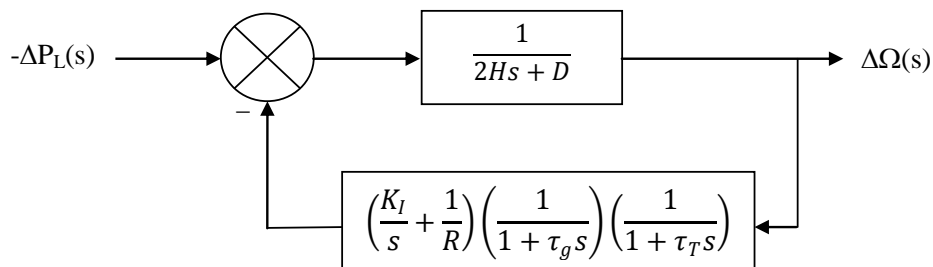 -ΔP_L(s)
1/(2Hs + D)
ΔΩ(s)
−
(K_I/s + 1/R)(1/(1 + τ_g s))(1/(1 + τ_T s))